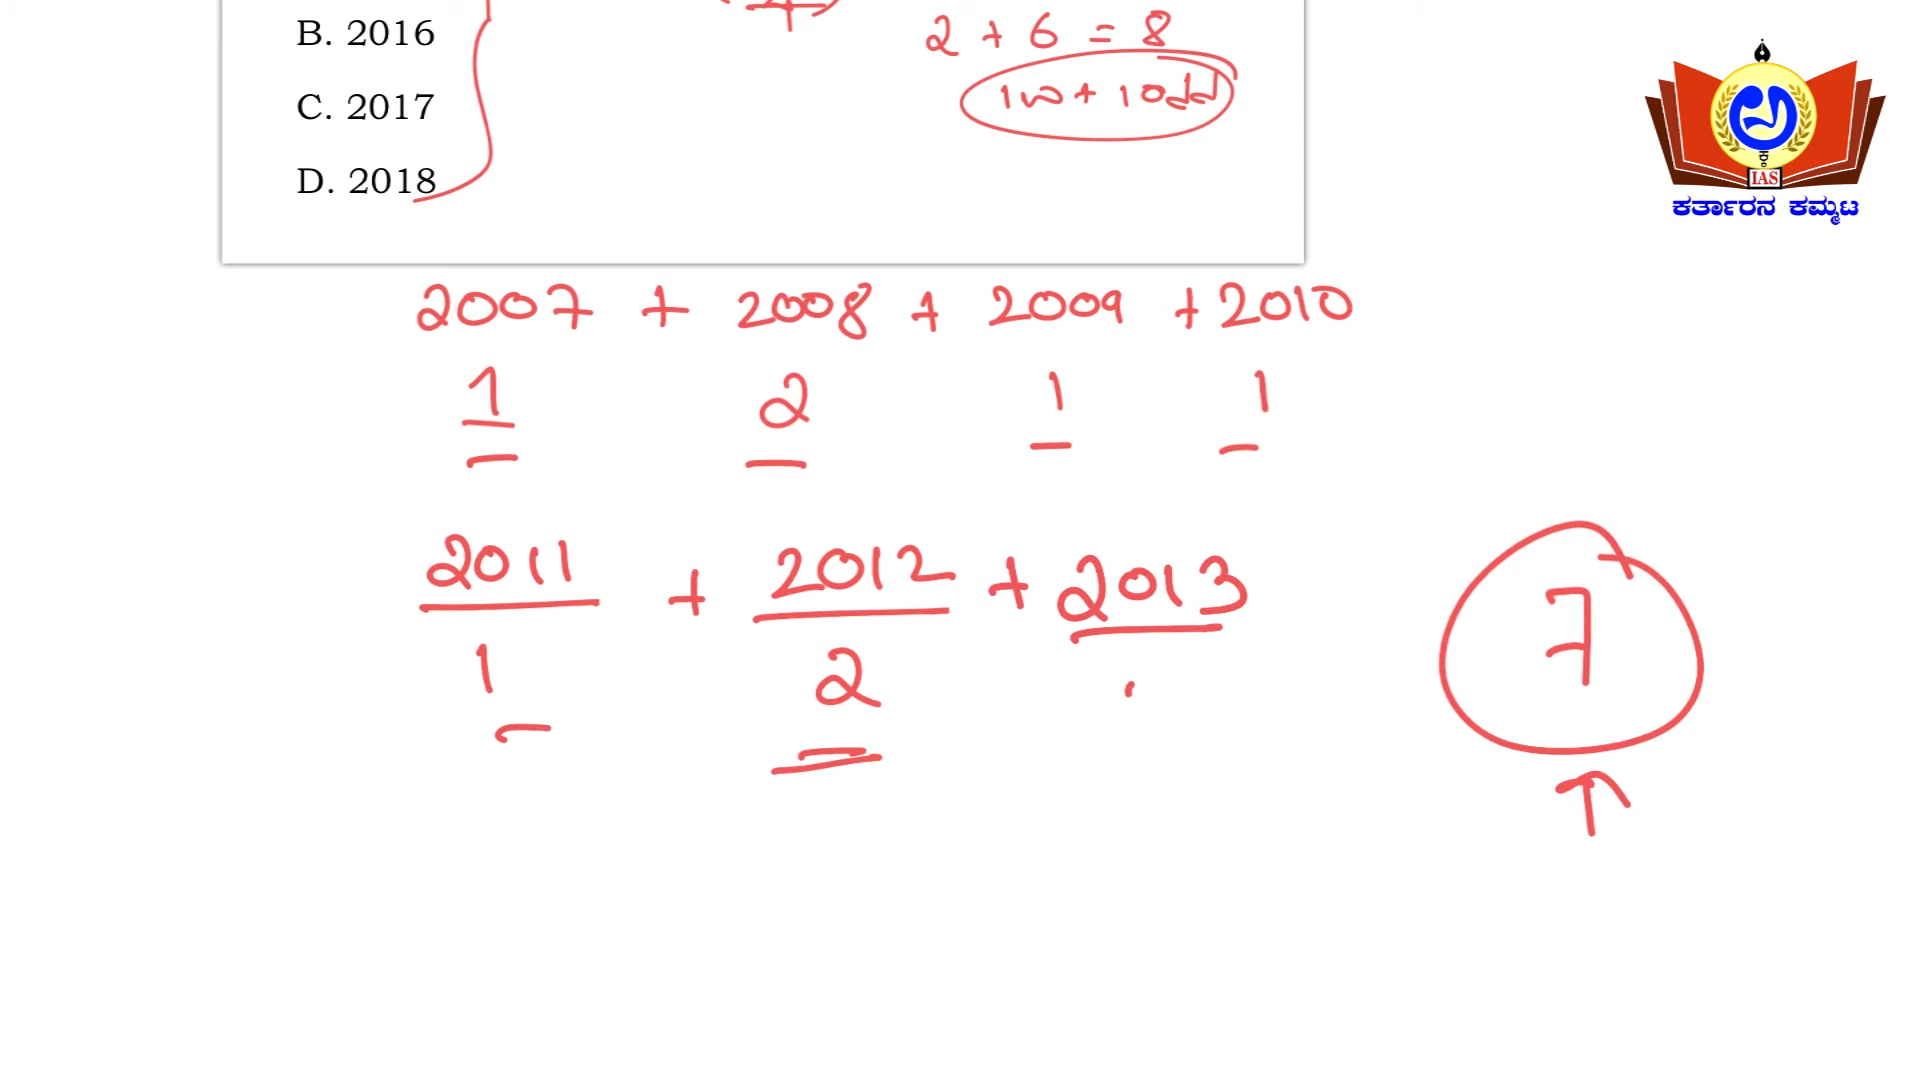 B. 2016
C. 2017
D. 2018
2 + 6 = 8
IAS
ಕರ್ತಾರನ ಕಮ್ಮಟ
2007 + 2008 + 2009 + 2010
1 2 1 1
2011 + 2012 + 2013
1 2
7